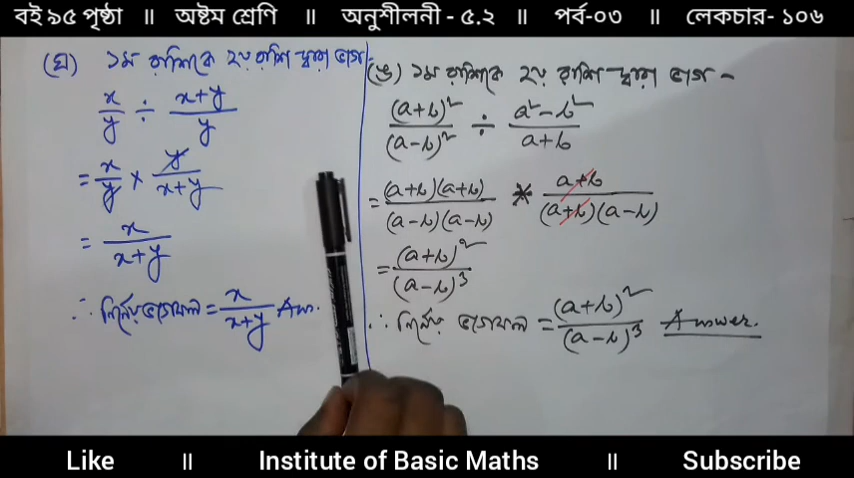 বই ৯৫ পৃষ্ঠা ॥ অষ্টম শ্রেণি ॥ অনুশীলনী - ৫.২ ॥ পর্ব-০৩ ॥ লেকচার- ১০৬
(ঘ) ১ম রাশিকে ২য় রাশি দ্বারা ভাগ
x/y ÷ (x+y)/y
= x/y × y/(x+y)
= x/(x+y)
∴ নির্ণেয় ভাগফল = x/(x+y) Ans.
(ঙ) ১ম রাশিকে ২য় রাশি দ্বারা ভাগ -
(a+b)²/(a-b)² ÷ (a²-b²)/(a+b)
= (a+b)(a+b)/(a-b)(a-b) × (a+b)/(a+b)(a-b)
= (a+b)²/(a-b)³
∴ নির্ণেয় ভাগফল = (a+b)²/(a-b)³ Answer.
Like ॥ Institute of Basic Maths ॥ Subscribe